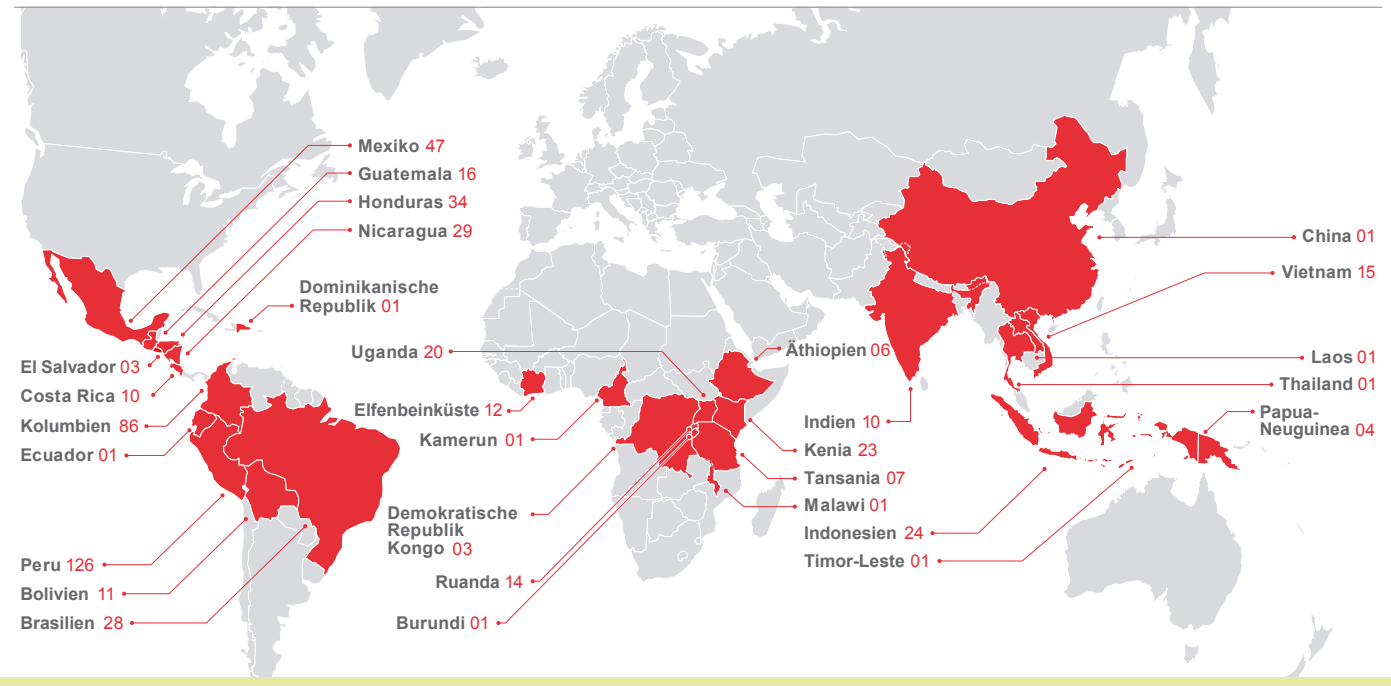 Mexiko 47
Guatemala 16
Honduras 34
Nicaragua 29
Dominikanische
Republik 01
El Salvador 03
Costa Rica 10
Kolumbien 86
Ecuador 01
Peru 126
Bolivien 11
Brasilien 28
Uganda 20
Elfenbeinküste 12
Kamerun 01
Demokratische
Republik
Kongo 03
Ruanda 14
Burundi 01
Äthiopien 06
Indien 10
Kenia 23
Tansania 07
Malawi 01
Indonesien 24
Timor-Leste 01
China 01
Vietnam 15
Laos 01
Thailand 01
Papua-
Neuguinea 04